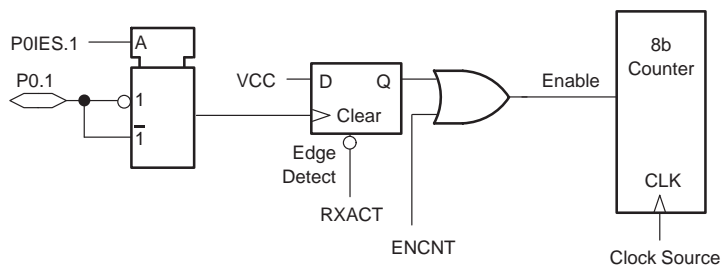 P0IES.1
A
P0.1
1
1
VCC
D
Q
Clear
Edge
Detect
RXACT
ENCNT
Enable
8b
Counter
CLK
Clock Source